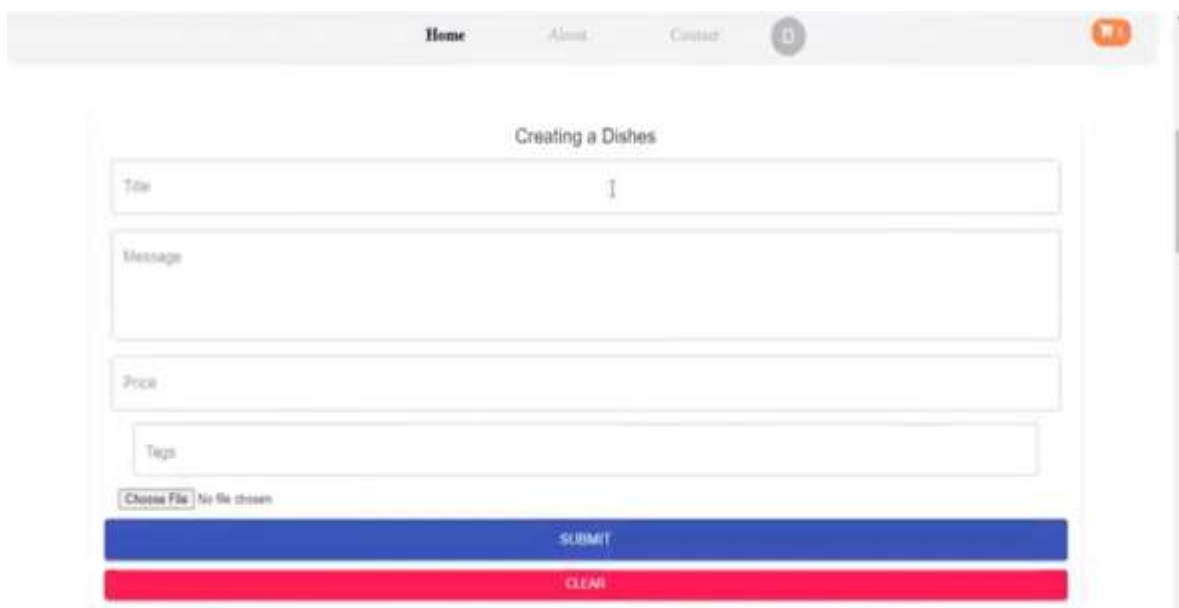 Home About Contact D
Creating a Dishes
Title
Message
Price
Tags
Choose File No file chosen
SUBMIT
CLEAR